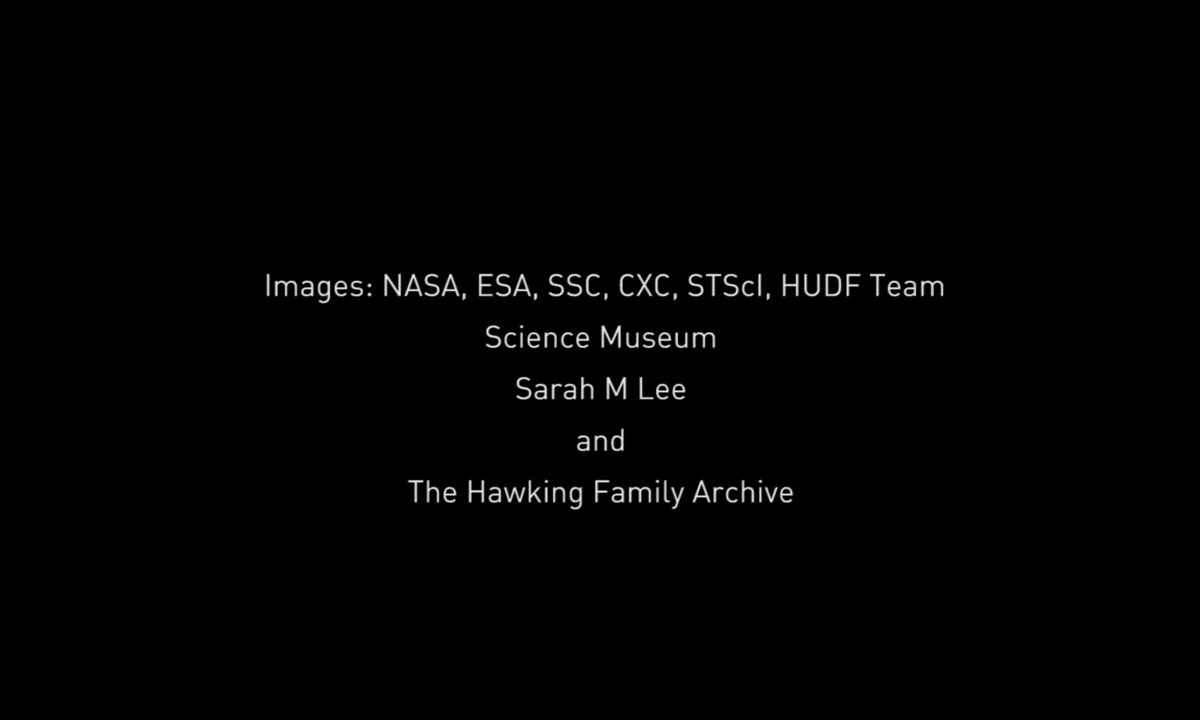 Images: NASA, ESA, SSC, CXC, STScI, HUDF Team
Science Museum
Sarah M Lee
and
The Hawking Family Archive